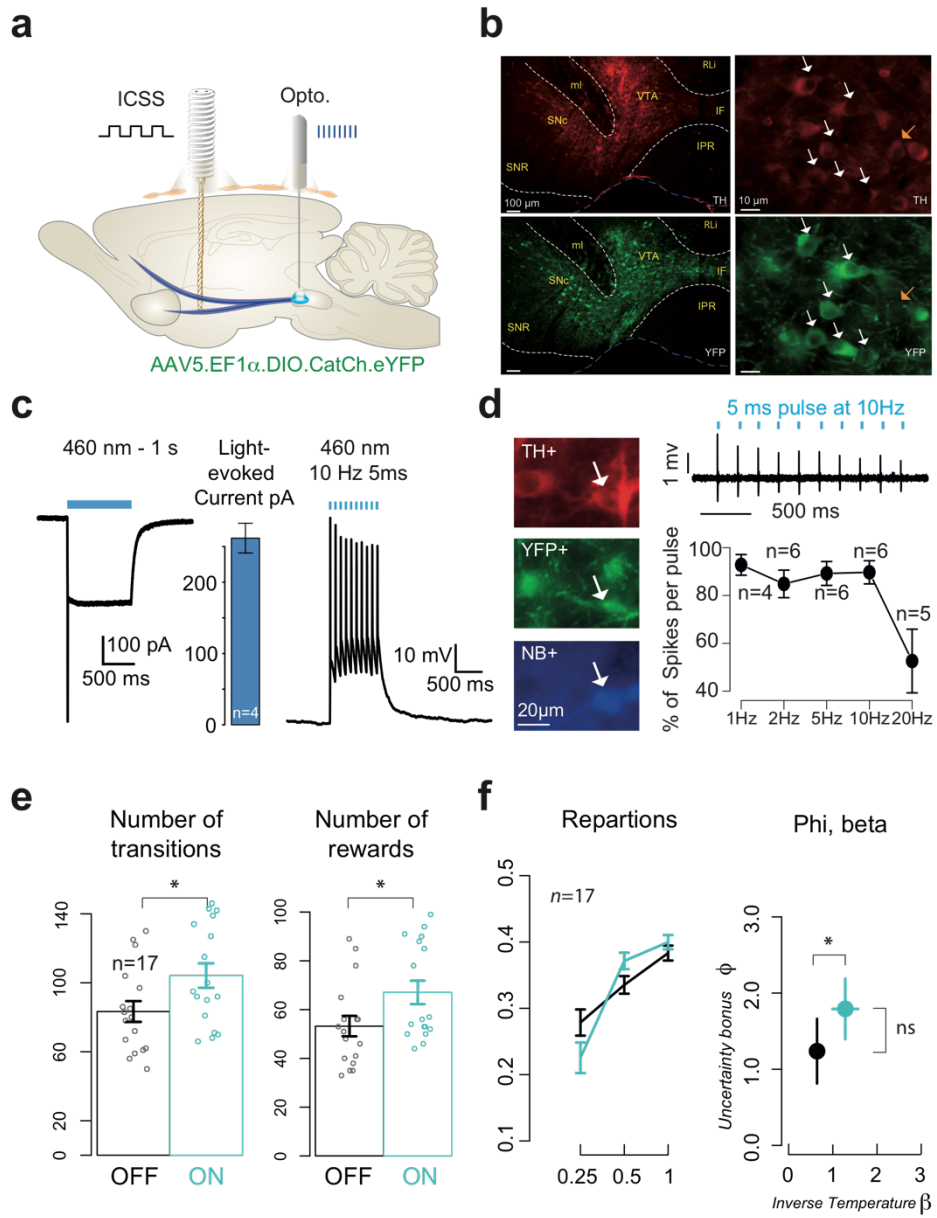 a
ICSS
Opto.
AAV5.EF1α.DIO.CatCh.eYFP
b
RLi
ml
VTA
SNc
IF
IPR
SNR
100 µm
TH
10 µm
TH
RLi
ml
VTA
SNc
IF
IPR
SNR
YFP
YFP
c
460 nm - 1 s
100 pA
500 ms
Light-
evoked
Current pA
200
100
0
n=4
460 nm
10 Hz 5ms
10 mV
500 ms
d
TH+
YFP+
NB+
20µm
5 ms pulse at 10Hz
1 mv
500 ms
% of Spikes per pulse
100
80
60
40
n=4
n=6
n=6
n=6
n=5
1Hz 2Hz 5Hz 10Hz 20Hz
e
Number of
transitions
*
n=17
140
100
60
20
0
OFF ON
Number of
rewards
*
100
80
60
40
20
0
OFF ON
f
Repartions
n=17
0.5
0.4
0.3
0.2
0.1
0.25 0.5 1
Phi, beta
*
ns
Uncertainty bonus ϕ
3.0
2.0
1.0
0.0
0 1 2 3
Inverse Temperature β